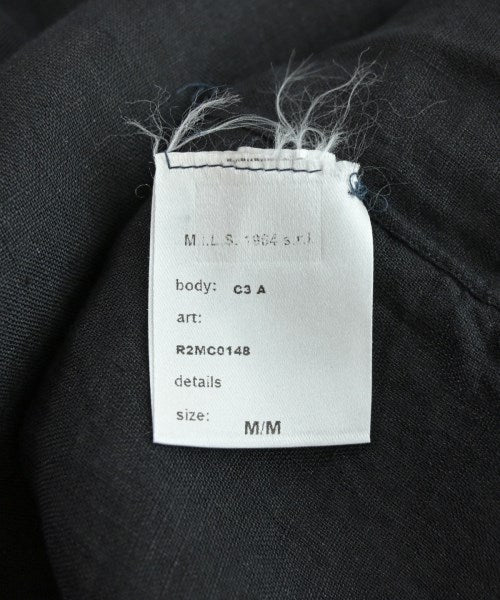 M.I.L.S. 1964 s.r.l.
body: C3 A
art:
R2MC0148
details
size: M/M